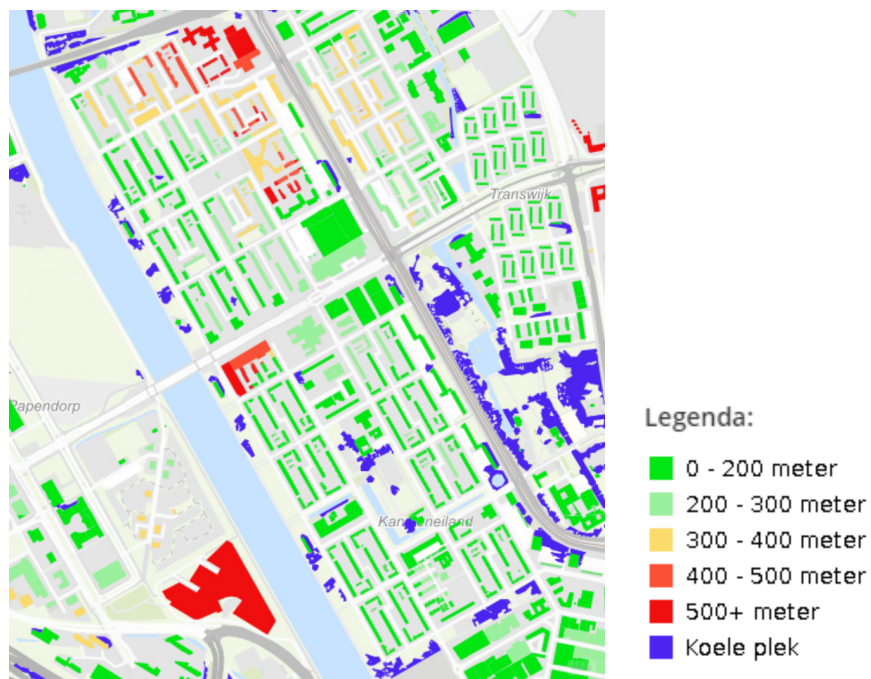 Transwijk
Papendorp
Legenda:
0 - 200 meter
200 - 300 meter
300 - 400 meter
400 - 500 meter
500+ meter
Koele plek